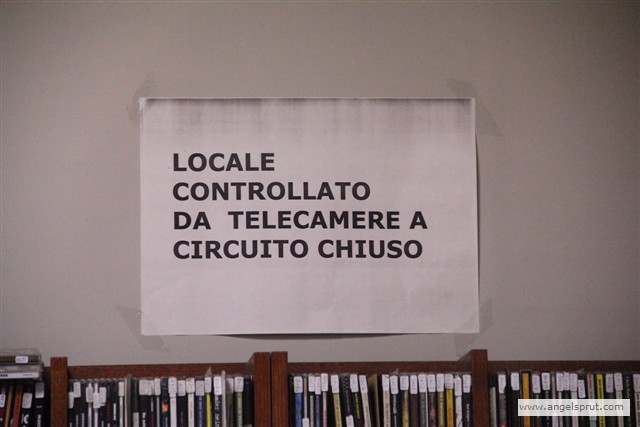 LOCALE
CONTROLLATO
DA TELECAMERE A
CIRCUITO CHIUSO
www.angelsprut.com